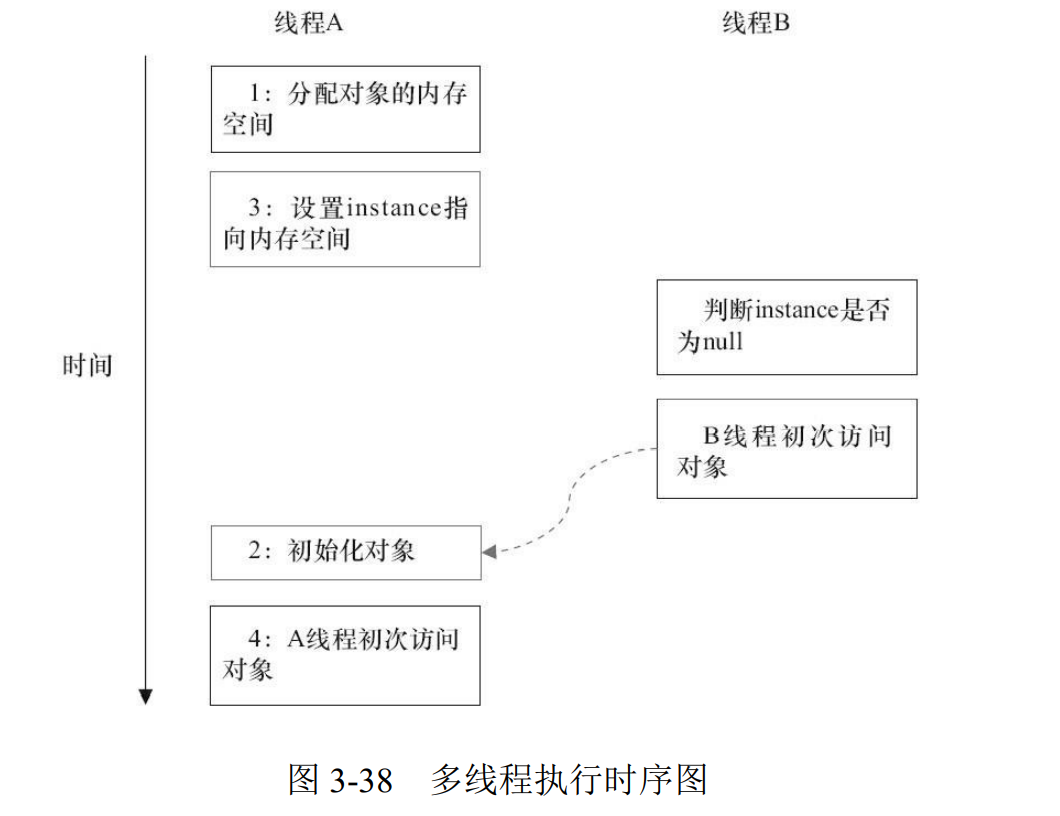 线程A
线程B
1：分配对象的内存
空间
3：设置instance指
向内存空间
判断instance是否
为null
时间
B线程初次访问
对象
2：初始化对象
4：A线程初次访问
对象
图 3-38 多线程执行时序图